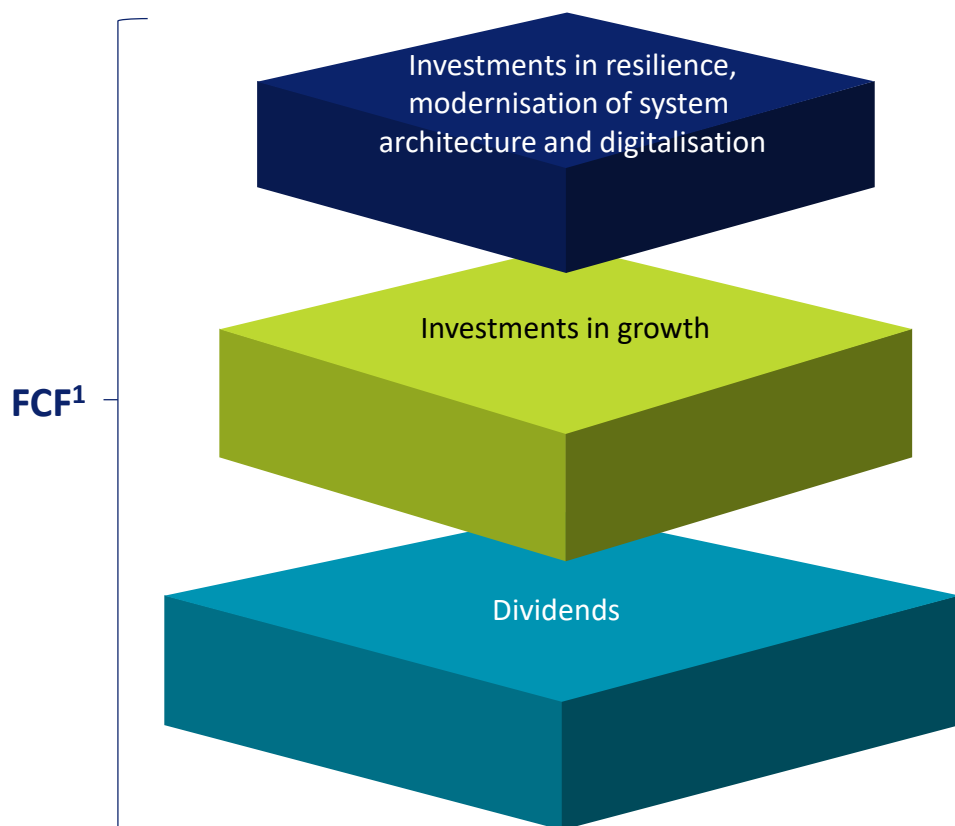 Investments in resilience,
modernisation of system
architecture and digitalisation
Investments in growth
FCF¹
Dividends